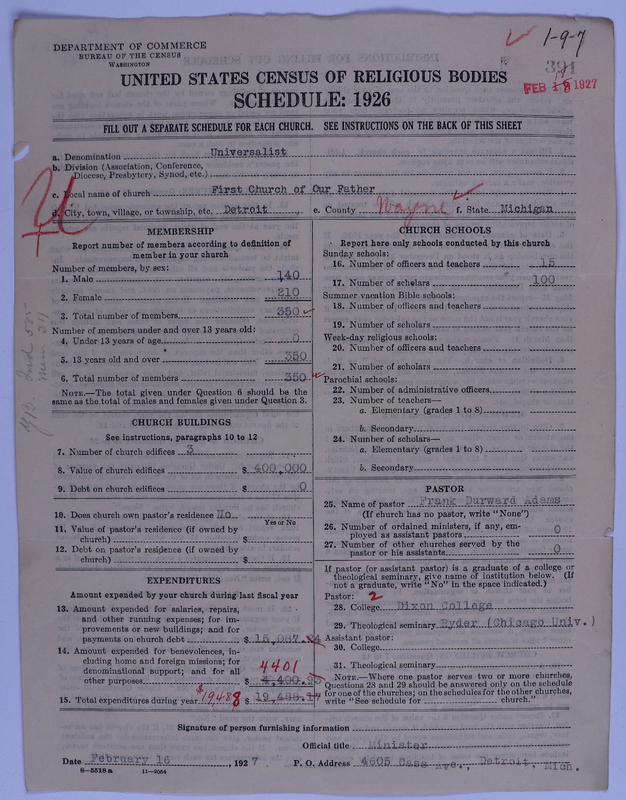 DEPARTMENT OF COMMERCE
BUREAU OF THE CENSUS
WASHINGTON
1-9-7
391
FEB 18 1927
UNITED STATES CENSUS OF RELIGIOUS BODIES
SCHEDULE: 1926
FILL OUT A SEPARATE SCHEDULE FOR EACH CHURCH. SEE INSTRUCTIONS ON THE BACK OF THIS SHEET
a. Denomination Universalist
b. Division (Association, Conference,
Diocese, Presbytery, Synod, etc.)
c. Local name of church First Church of Our Father
d. City, town, village, or township, etc. Detroit e. County Wayne f. State Michigan
MEMBERSHIP
Report number of members according to definition of
member in your church
Number of members, by sex:
1. Male 140
2. Female 210
3. Total number of members 350
Number of members under and over 13 years old:
4. Under 13 years of age 0
5. 13 years old and over 350
6. Total number of members 350
NOTE.—The total given under Question 6 should be
same as the total of males and females given under Question 3.
CHURCH BUILDINGS
See instructions, paragraphs 10 to 12
7. Number of church edifices 3
8. Value of church edifices $ 400,000
9. Debt on church edifices $ 0
10. Does church own pastor's residence No
Yes or No
11. Value of pastor's residence (if owned by
church) $
12. Debt on pastor's residence (if owned by
church) $
EXPENDITURES
Amount expended by your church during last fiscal year
13. Amount expended for salaries, repairs,
and other running expenses; for im-
provements or new buildings; and for
payments on church debt $ 15,087.24
14. Amount expended for benevolences, in-
cluding home and foreign missions; for
denominational support; and for all 4401
other purposes $ 4,400.93
15. Total expenditures during year $19488 $ 19,488.17
CHURCH SCHOOLS
Report here only schools conducted by this church
Sunday schools:
16. Number of officers and teachers 15
17. Number of scholars 100
Summer vacation Bible schools:
18. Number of officers and teachers
19. Number of scholars
Week-day religious schools:
20. Number of officers and teachers
21. Number of scholars
Parochial schools:
22. Number of administrative officers
23. Number of teachers—
a. Elementary (grades 1 to 8)
b. Secondary
24. Number of scholars—
a. Elementary (grades 1 to 8)
b. Secondary
PASTOR
25. Name of pastor Frank Durward Adams
(If church has no pastor, write "None")
26. Number of ordained ministers, if any, em-
ployed as assistant pastors 0
27. Number of other churches served by the
pastor or his assistants 0
If pastor (or assistant pastor) is a graduate of a college or
theological seminary, give name of institution below. (If
not a graduate, write "No" in the space indicated.)
Pastor: 2
28. College Dixon College
29. Theological seminary Ryder (Chicago Univ.)
Assistant pastor:
30. College
31. Theological seminary
NOTE.—Where one pastor serves two or more churches,
Questions 28 and 29 should be answered only on the schedule
for one of the churches; on the schedules for the other churches,
write "See schedule for church."
Signature of person furnishing information
Official title Minister
Date February 16, 1927 P. O. Address 4605 Cass Ave., Detroit, Mich.
8-5518a 11-9054